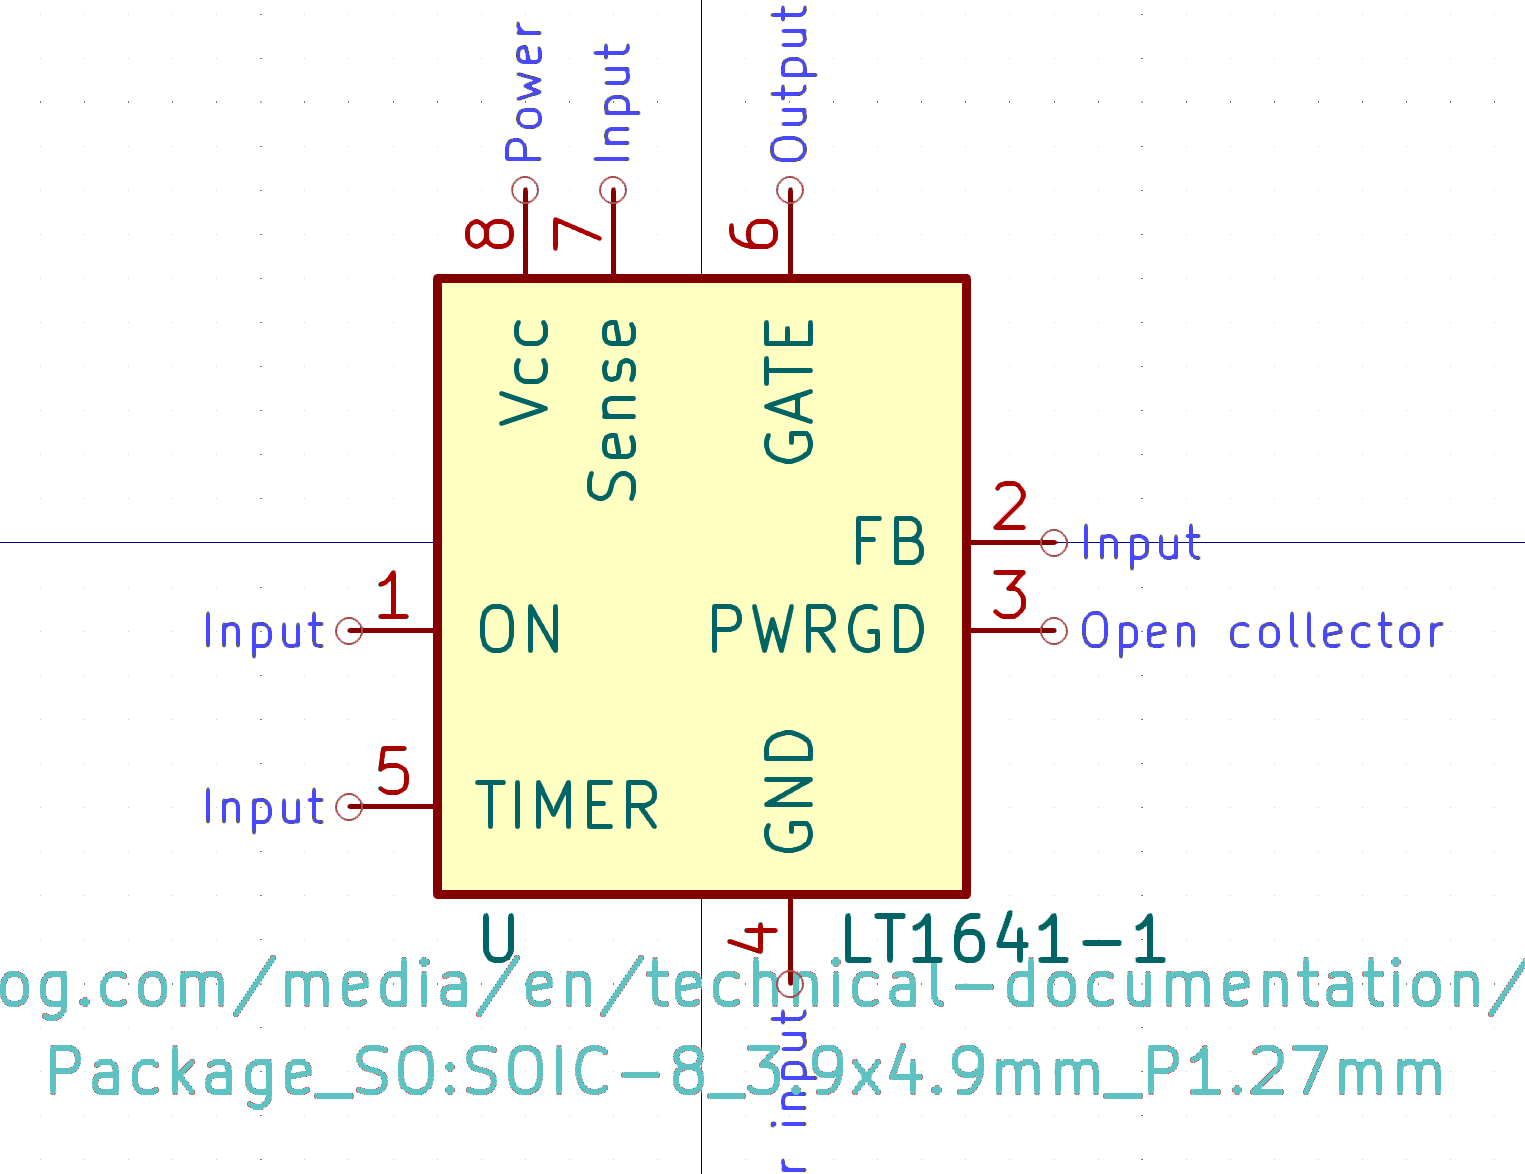 Power
Input
Output
8
7
6
Vcc
Sense
GATE
2
FB
Input
1
3
Input
ON
PWRGD
Open collector
5
Input
TIMER
GND
4
U
LT1641-1
og.com/media/en/technical-documentation/
Package_SO:SOIC-8_3.9x4.9mm_P1.27mm
r input